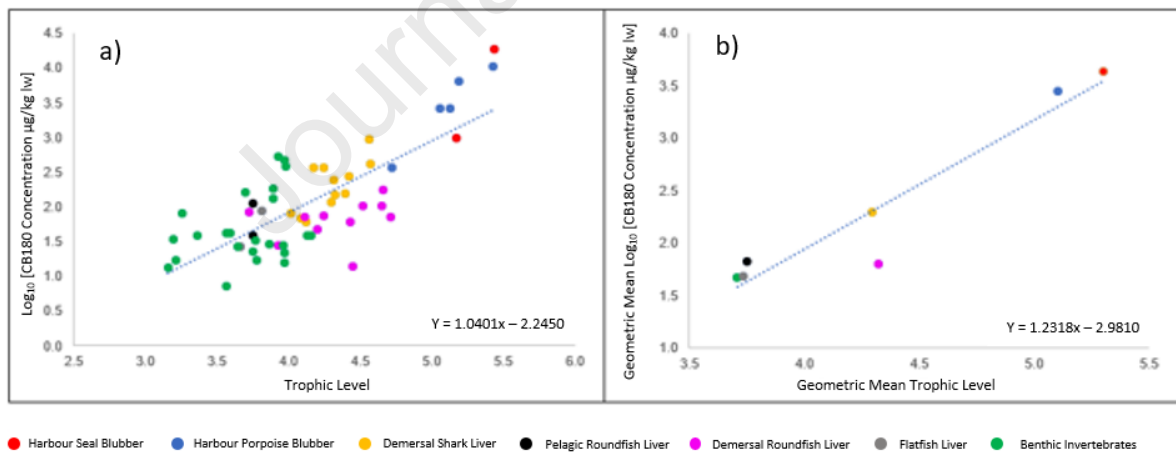 Journa
a)
Log₁₀ [CB180 Concentration µg/kg lw]
4.5
4.0
3.5
3.0
2.5
2.0
1.5
1.0
0.5
0.0
Y = 1.0401x – 2.2450
2.5 3.0 3.5 4.0 4.5 5.0 5.5 6.0
Trophic Level
b)
Geometric Mean Log₁₀ [CB180 Concentration µg/kg lw]
4.0
3.5
3.0
2.5
2.0
1.5
1.0
Y = 1.2318x – 2.9810
3.5 4.0 4.5 5.0 5.5
Geometric Mean Trophic Level
Harbour Seal Blubber Harbour Porpoise Blubber Demersal Shark Liver Pelagic Roundfish Liver Demersal Roundfish Liver Flatfish Liver Benthic Invertebrates